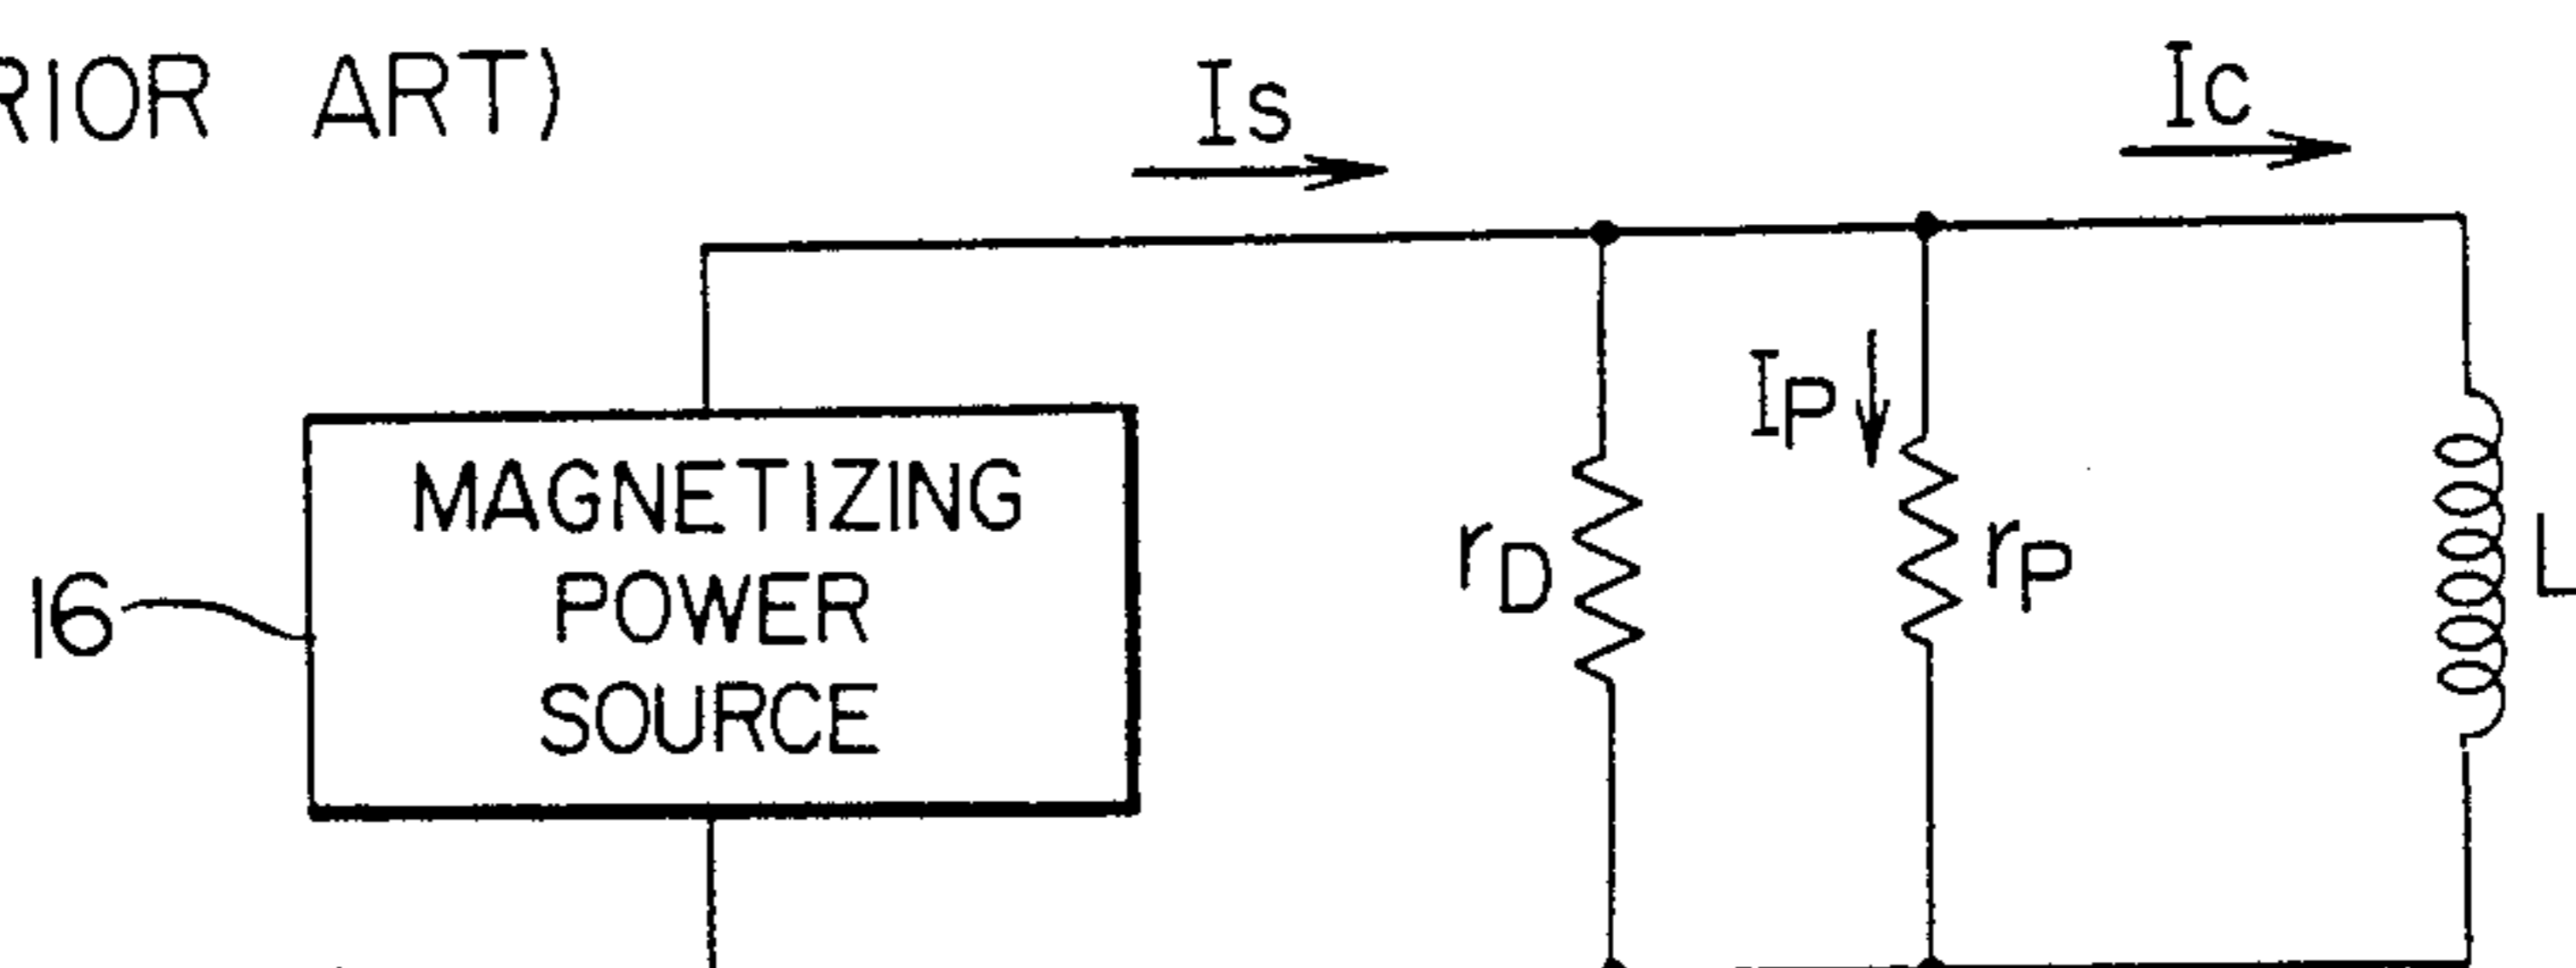 RIOR ART)
Is
Ic
IP
MAGNETIZING
POWER
SOURCE
rD
rP
L
16